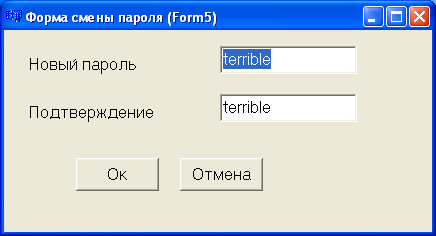 Форма смены пароля (Form5)
Новый пароль terrible
Подтверждение terrible
Ок Отмена